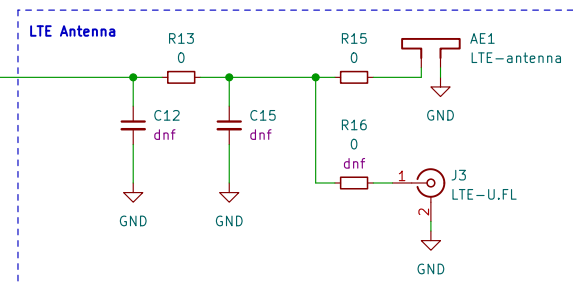 LTE Antenna
R13
0
R15
0
AE1
LTE-antenna
C12
dnf
C15
dnf
GND
R16
0
dnf
1
J3
LTE-U.FL
2
GND
GND
GND